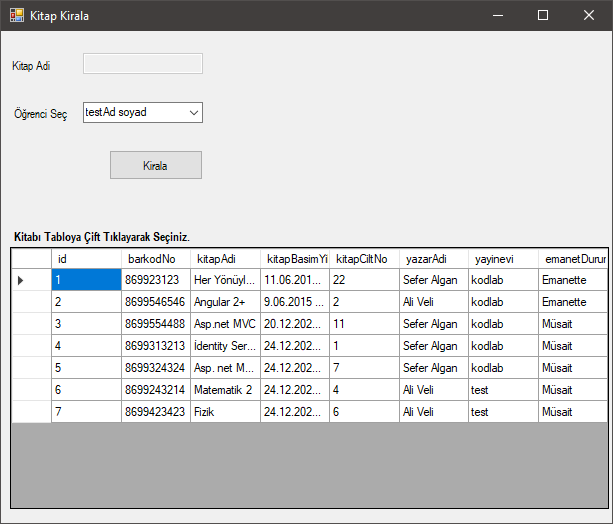 Kitap Kirala
Kitap Adi
Öğrenci Seç testAd soyad
Kirala
Kitabı Tabloya Çift Tıklayarak Seçiniz.
id barkodNo kitapAdi kitapBasimYi kitapCiltNo yazarAdi yayinevi emanetDurun
1 869923123 Her Yönüyl... 11.06.201... 22 Sefer Algan kodlab Emanette
2 8699546546 Angular 2+ 9.06.2015 ... 2 Ali Veli kodlab Emanette
3 8699554488 Asp.net MVC 20.12.202... 11 Sefer Algan kodlab Müsait
4 8699313213 İdentity Ser... 24.12.202... 1 Sefer Algan kodlab Müsait
5 8699324324 Asp. net M... 24.12.202... 7 Sefer Algan kodlab Müsait
6 8699243214 Matematik 2 24.12.202... 4 Ali Veli test Müsait
7 8699423423 Fizik 24.12.202... 6 Ali Veli test Müsait